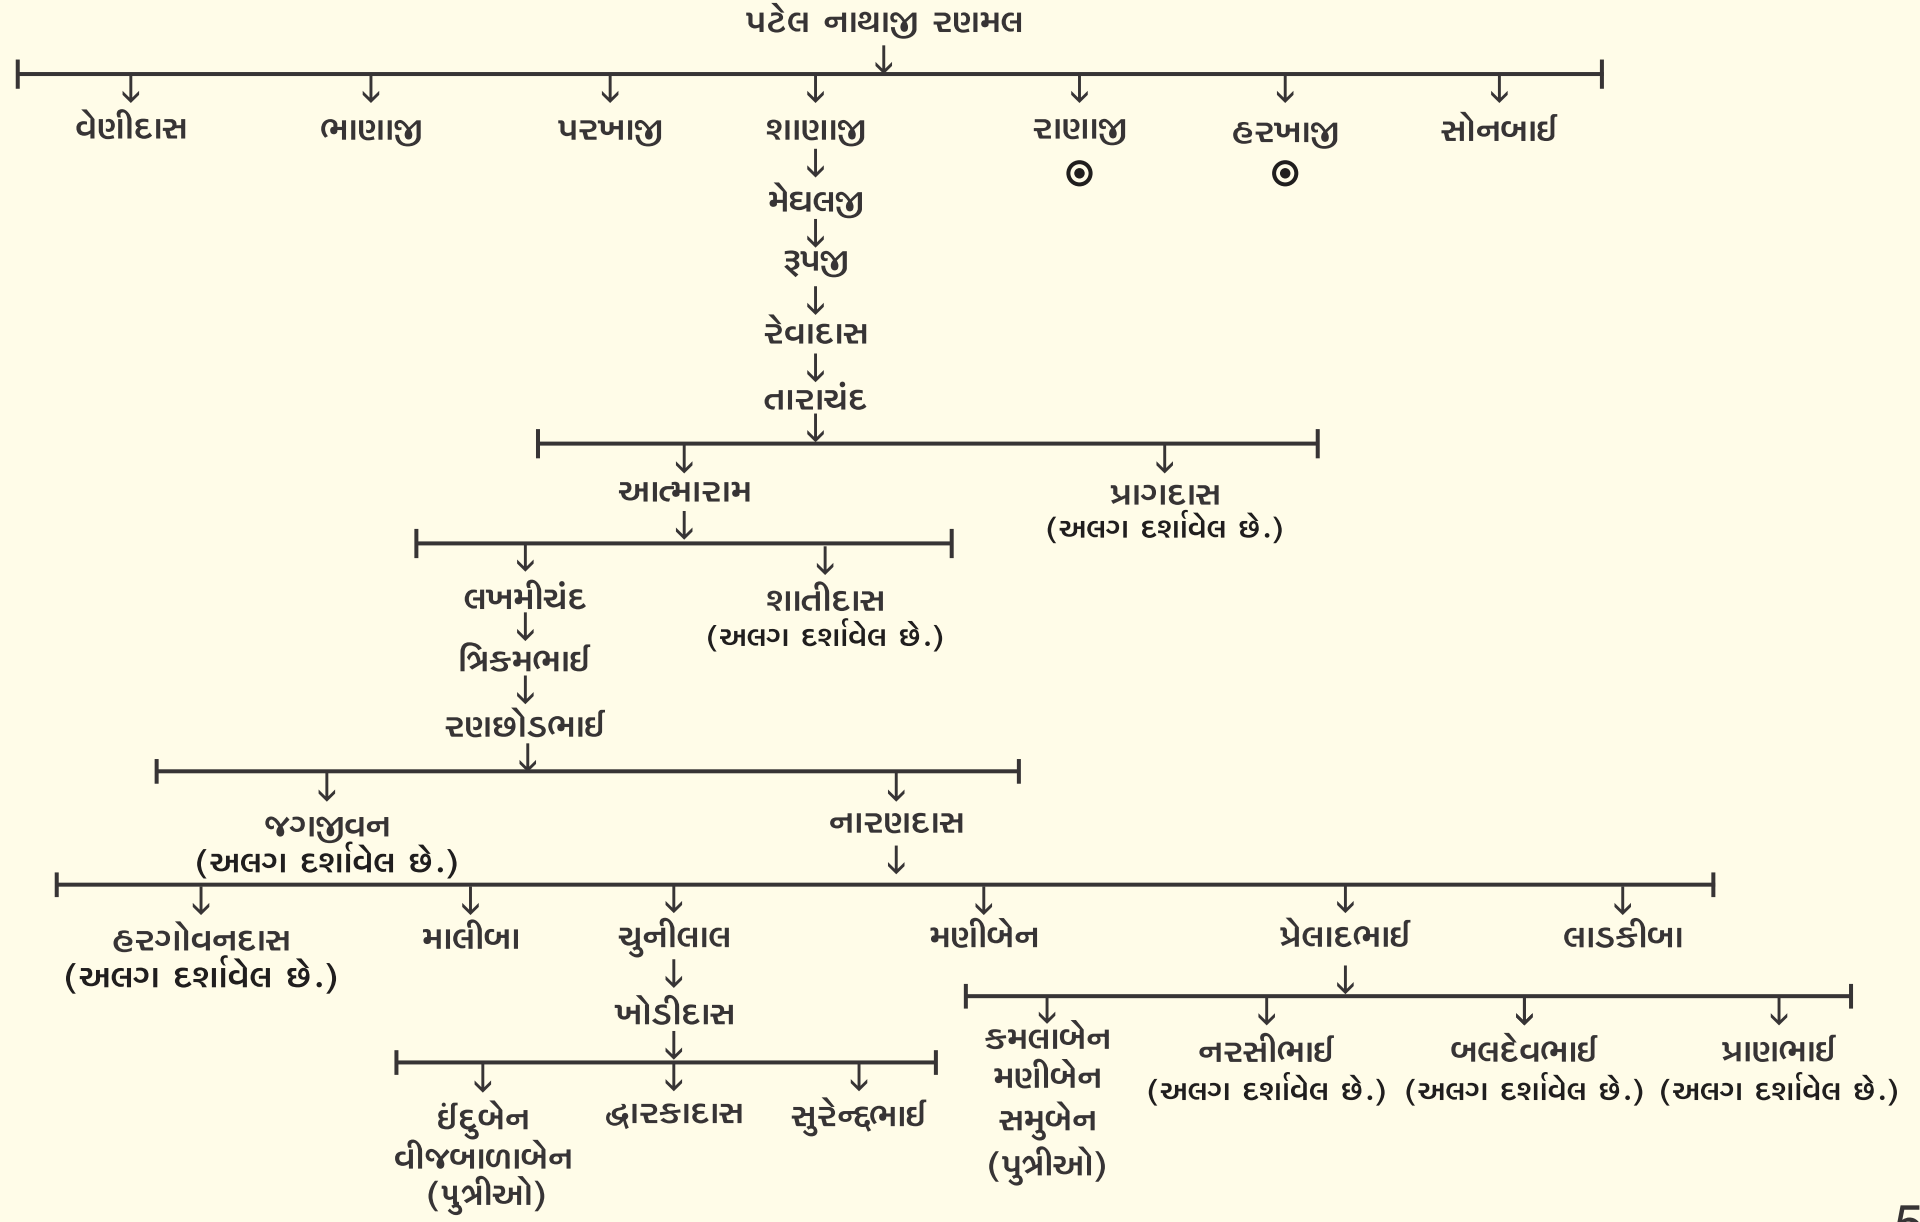 પટેલ નાથાજી રણમલ
વેણીદાસ ભાણાજી પરખાજી શાણાજી રાણાજી હરખાજી સોનબાઈ
મેઘલજી
રૂપજી
રેવાદાસ
તારાચંદ
આત્મારામ પ્રાગદાસ
(અલગ દર્શાવેલ છે.)
લખમીચંદ શાતીદાસ
(અલગ દર્શાવેલ છે.)
ત્રિકમભાઈ
રણછોડભાઈ
જગજીવન નારણદાસ
(અલગ દર્શાવેલ છે.)
હરગોવનદાસ માલીબા ચુનીલાલ મણીબેન પ્રેલાદભાઈ લાડકીબા
(અલગ દર્શાવેલ છે.)
ખોડીદાસ
કમલાબેન નરસીભાઈ બલદેવભાઈ પ્રાણભાઈ
મણીબેન (અલગ દર્શાવેલ છે.) (અલગ દર્શાવેલ છે.) (અલગ દર્શાવેલ છે.)
સમુબેન
(પુત્રીઓ)
ઈંદુબેન દ્વારકાદાસ સુરેન્દ્દભાઈ
વીજબાળાબેન
(પુત્રીઓ)